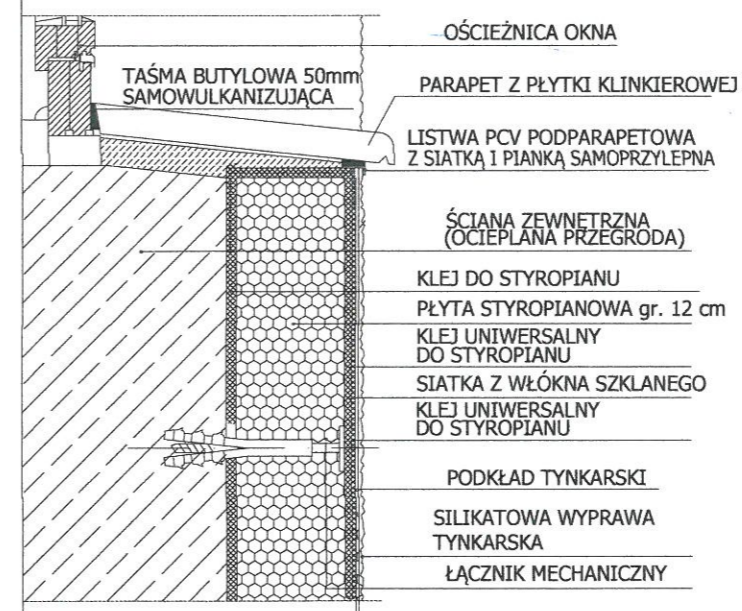 OŚCIEŻNICA OKNA
TAŚMA BUTYLOWA 50mm
SAMOWULKANIZUJĄCA
PARAPET Z PŁYTKI KLINKIEROWEJ
LISTWA PCV PODPARAPETOWA
Z SIATKĄ I PIANKĄ SAMOPRZYLEPNA
ŚCIANA ZEWNĘTRZNA
(OCIEPLANA PRZEGRODA)
KLEJ DO STYROPIANU
PŁYTA STYROPIANOWA gr. 12 cm
KLEJ UNIWERSALNY
DO STYROPIANU
SIATKA Z WŁÓKNA SZKLANEGO
KLEJ UNIWERSALNY
DO STYROPIANU
PODKŁAD TYNKARSKI
SILIKATOWA WYPRAWA
TYNKARSKA
ŁĄCZNIK MECHANICZNY